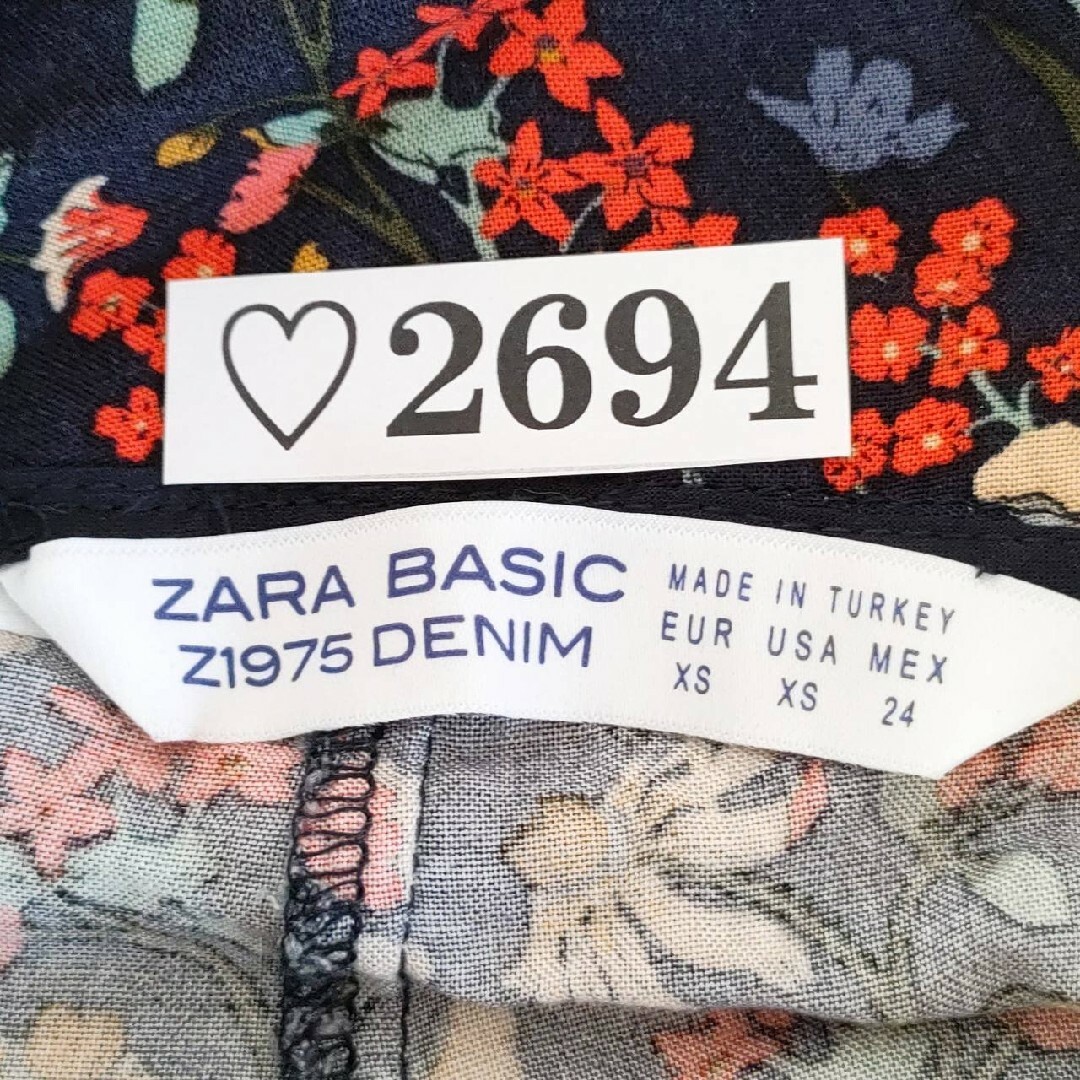 ♡2694
ZARA BASIC
Z1975 DENIM
MADE IN TURKEY
EUR USA MEX
XS XS 24